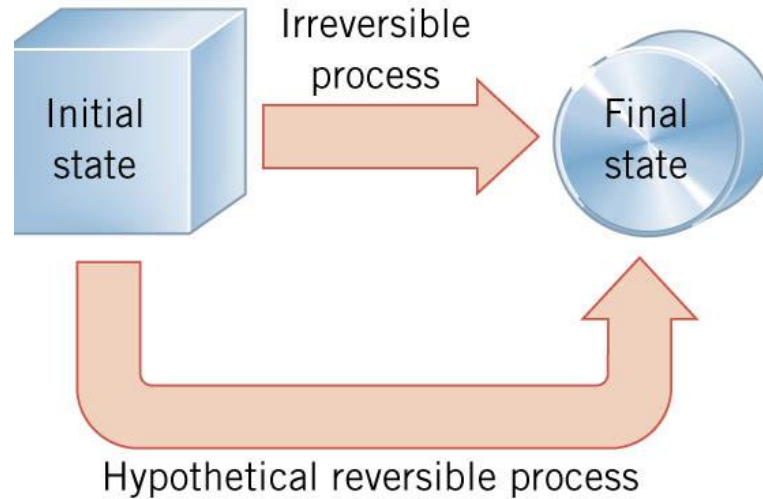 Irreversible
process
Initial
state
Final
state
Hypothetical reversible process